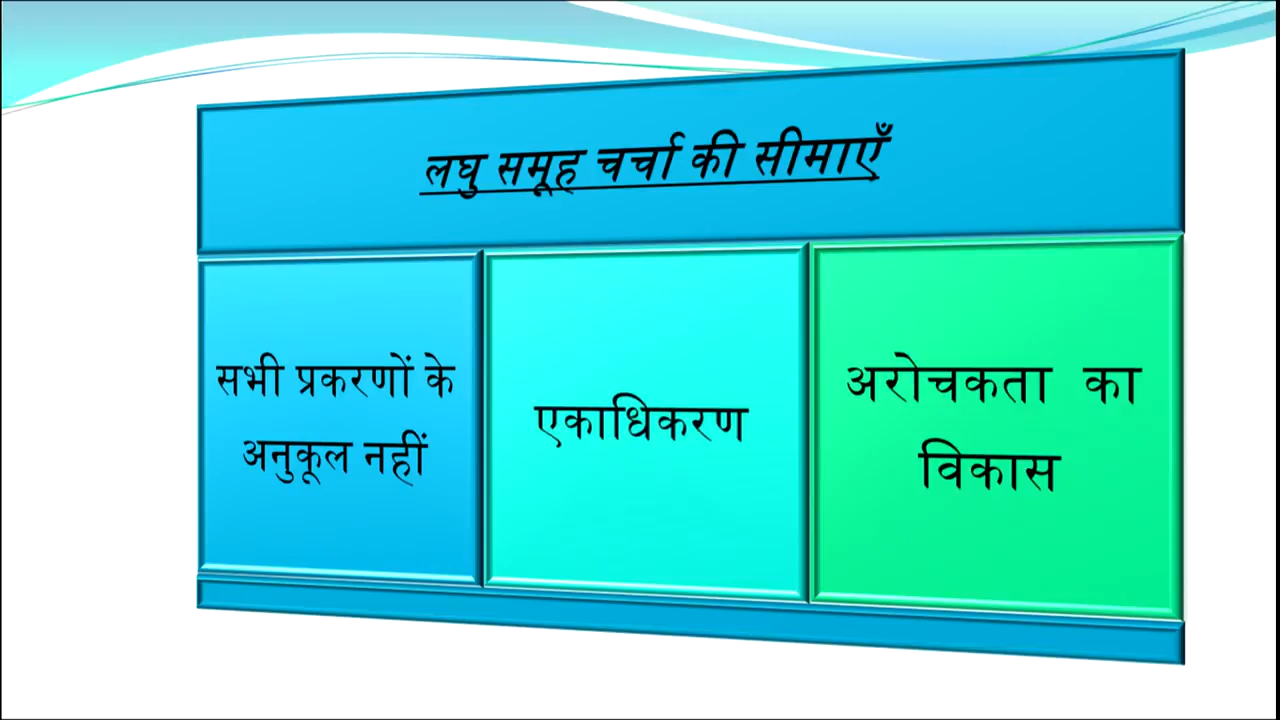 लघु समूह चर्चा की सीमाएँ
सभी प्रकरणों के
अनुकूल नहीं
एकाधिकरण
अरोचकता का
विकास